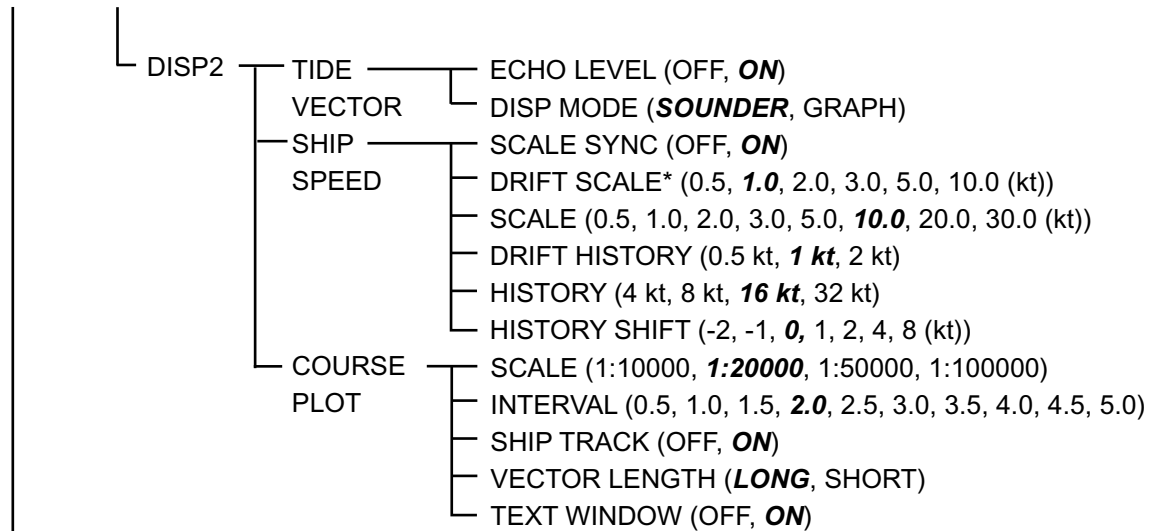 DISP2 TIDE ECHO LEVEL (OFF, ON)
VECTOR DISP MODE (SOUNDER, GRAPH)
SHIP SCALE SYNC (OFF, ON)
SPEED DRIFT SCALE* (0.5, 1.0, 2.0, 3.0, 5.0, 10.0 (kt))
SCALE (0.5, 1.0, 2.0, 3.0, 5.0, 10.0, 20.0, 30.0 (kt))
DRIFT HISTORY (0.5 kt, 1 kt, 2 kt)
HISTORY (4 kt, 8 kt, 16 kt, 32 kt)
HISTORY SHIFT (-2, -1, 0, 1, 2, 4, 8 (kt))
COURSE SCALE (1:10000, 1:20000, 1:50000, 1:100000)
PLOT INTERVAL (0.5, 1.0, 1.5, 2.0, 2.5, 3.0, 3.5, 4.0, 4.5, 5.0)
SHIP TRACK (OFF, ON)
VECTOR LENGTH (LONG, SHORT)
TEXT WINDOW (OFF, ON)